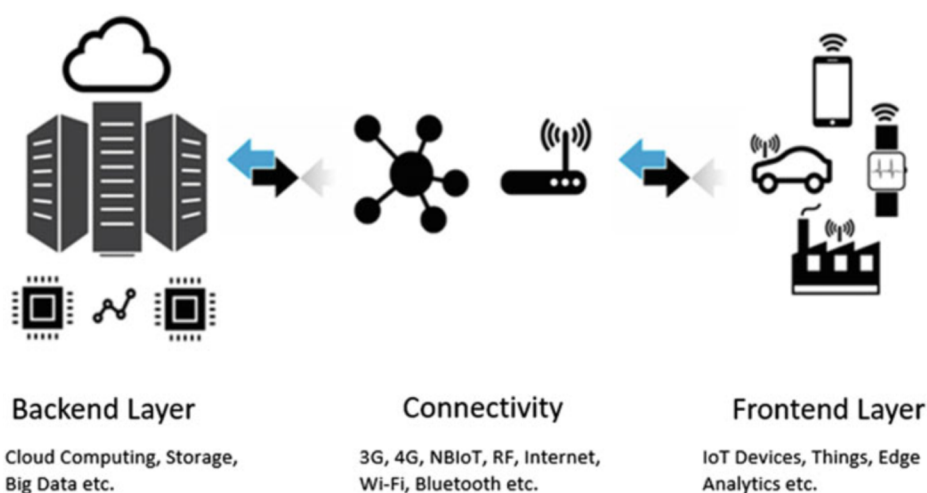 Backend Layer
Cloud Computing, Storage,
Big Data etc.
Connectivity
3G, 4G, NBIoT, RF, Internet,
Wi-Fi, Bluetooth etc.
Frontend Layer
IoT Devices, Things, Edge
Analytics etc.